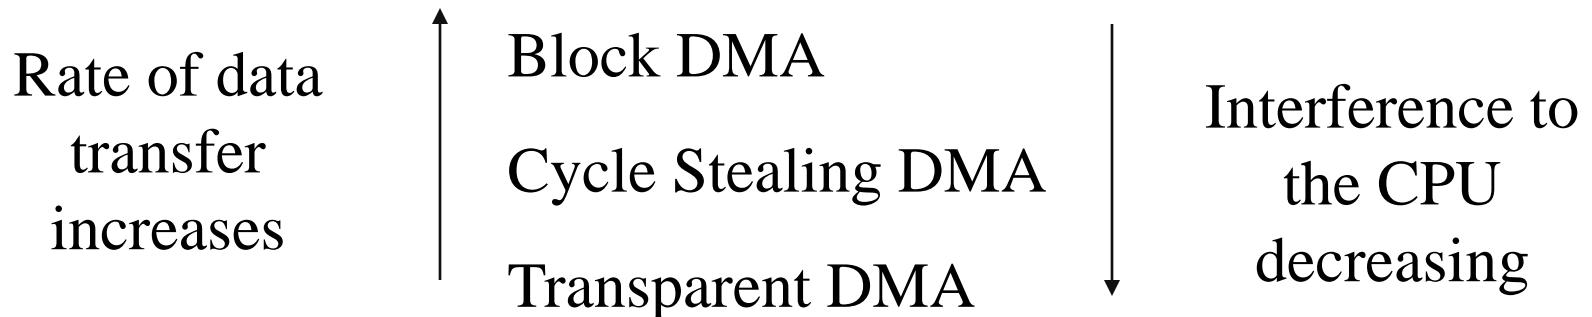 Rate of data
transfer
increases
Block DMA
Cycle Stealing DMA
Transparent DMA
Interference to
the CPU
decreasing